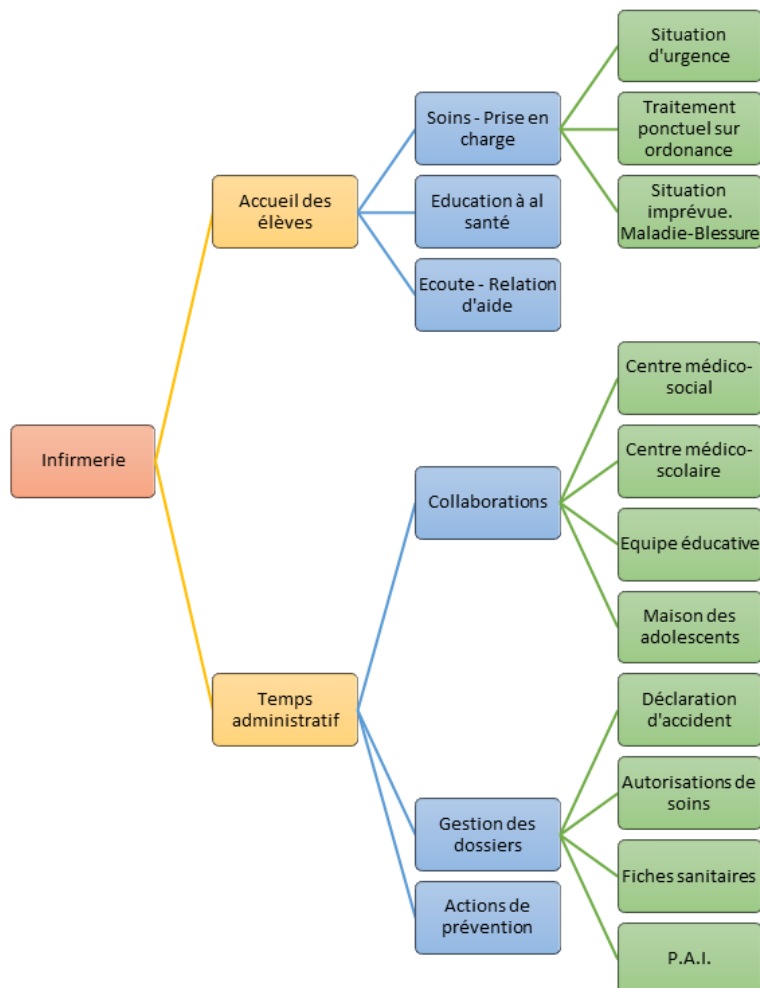 Infirmerie
Accueil des
élèves
Soins - Prise en
charge
Situation
d'urgence
Traitement
ponctuel sur
ordonance
Situation
imprévue.
Maladie-Blessure
Education à al
santé
Ecoute - Relation
d'aide
Temps
administratif
Collaborations
Centre médico-
social
Centre médico-
scolaire
Equipe éducative
Maison des
adolescents
Gestion des
dossiers
Déclaration
d'accident
Autorisations de
soins
Fiches sanitaires
P.A.I.
Actions de
prévention